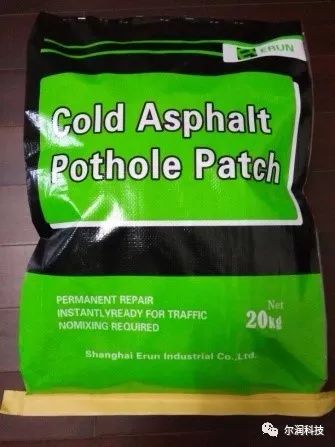 ERUN
Cold Asphalt
Pothole Patch
PERMANENT REPAIR
INSTANTLYREADY FOR TRAFFIC
NOMIXING REQUIRED
Net
20kg
Shanghai Erun Industrial Co.,Ltd.
尔润科技